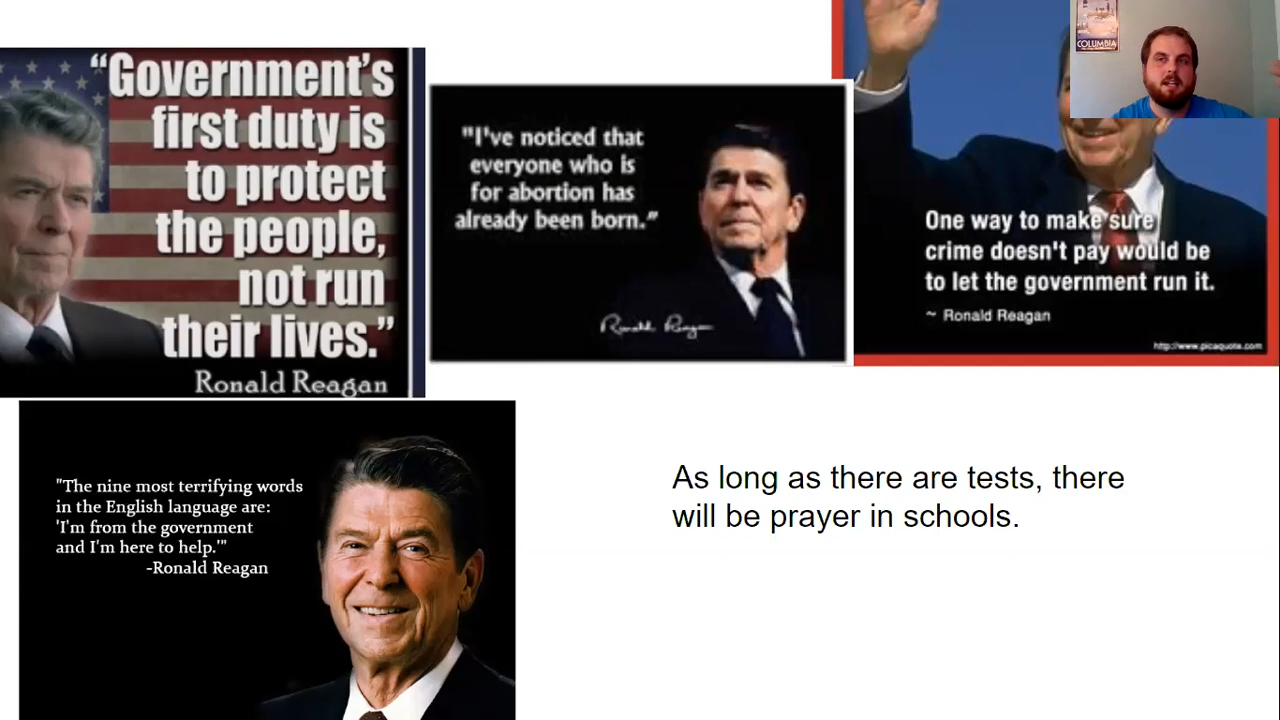 COLUMBIA
“Government’s
first duty is
to protect
the people,
not run
their lives.”
Ronald Reagan
"I've noticed that
everyone who is
for abortion has
already been born.”
Ronald Reagan
One way to make sure
crime doesn't pay would be
to let the government run it.
~ Ronald Reagan
http://www.picaquote.com
"The nine most terrifying words
in the English language are:
'I'm from the government
and I'm here to help.'"
-Ronald Reagan
As long as there are tests, there
will be prayer in schools.